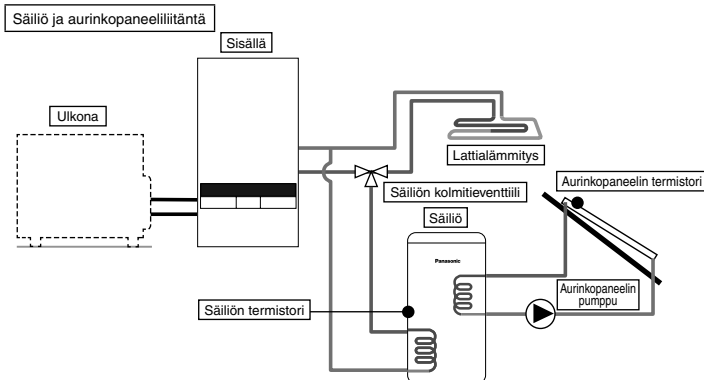 Säiliö ja aurinkopaneeliliitäntä
Sisällä
Ulkona
Lattialämmitys
Säiliön kolmitieventtiili
Aurinkopaneelin termistori
Säiliö
Panasonic
Aurinkopaneelin
pumppu
Säiliön termistori